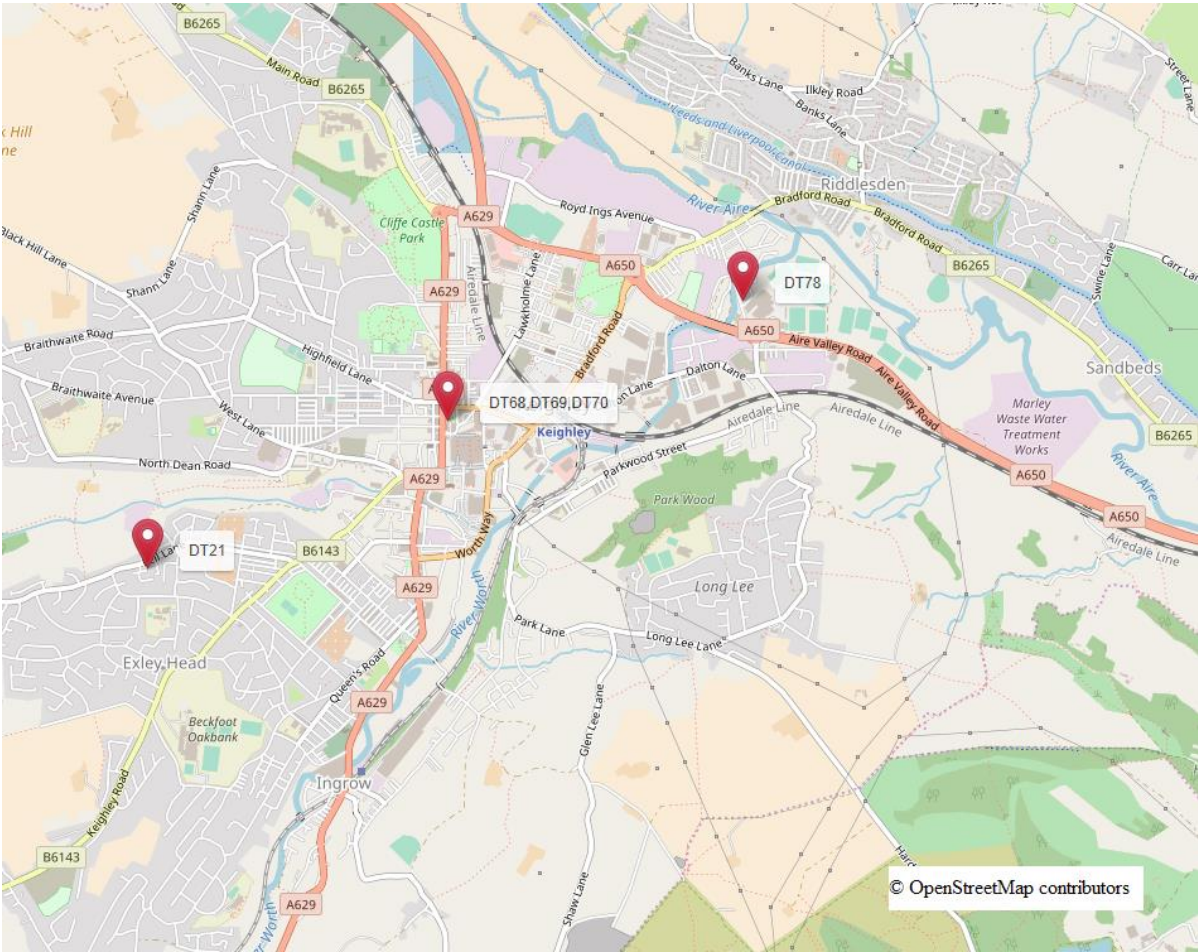 B6265
Ilkley Road
Main Road
Banks Lane
Street Lane
B6265
Banks Lane
Leeds and Liverpool Canal
Shann Lane
Riddlesden
Bradford Road
River Aire
Royd Ings Avenue
Cliffe Castle
Park
A629
Bradford Road
Black Hill Lane
A650
B6265
Swine Lane
Shann Lane
A629
Airedale Line
Lawkholme Lane
DT78
A650
Bradford Road
Aire Valley Road
Braithwaite Road
Highfield Lane
Dalton Lane
Aire Valley Road
Sandbeds
Braithwaite Avenue
DT68,DT69,DT70
Airedale Line
Airedale Line
Marley
Waste Water
Treatment
Works
West Lane
Keighley
B6265
North Dean Road
Parkwood Street
A629
A650
River Aire
Park Wood
A650
DT21
B6143
Worth Way
Airedale Line
A629
Long Lee
Park Lane
Long Lee Lane
Exley Head
Queen's Road
A629
Glen Lee Lane
Beckfoot
Oakbank
Ingrow
Keighley Road
B6143
A629
Shaw Lane
© OpenStreetMap contributors